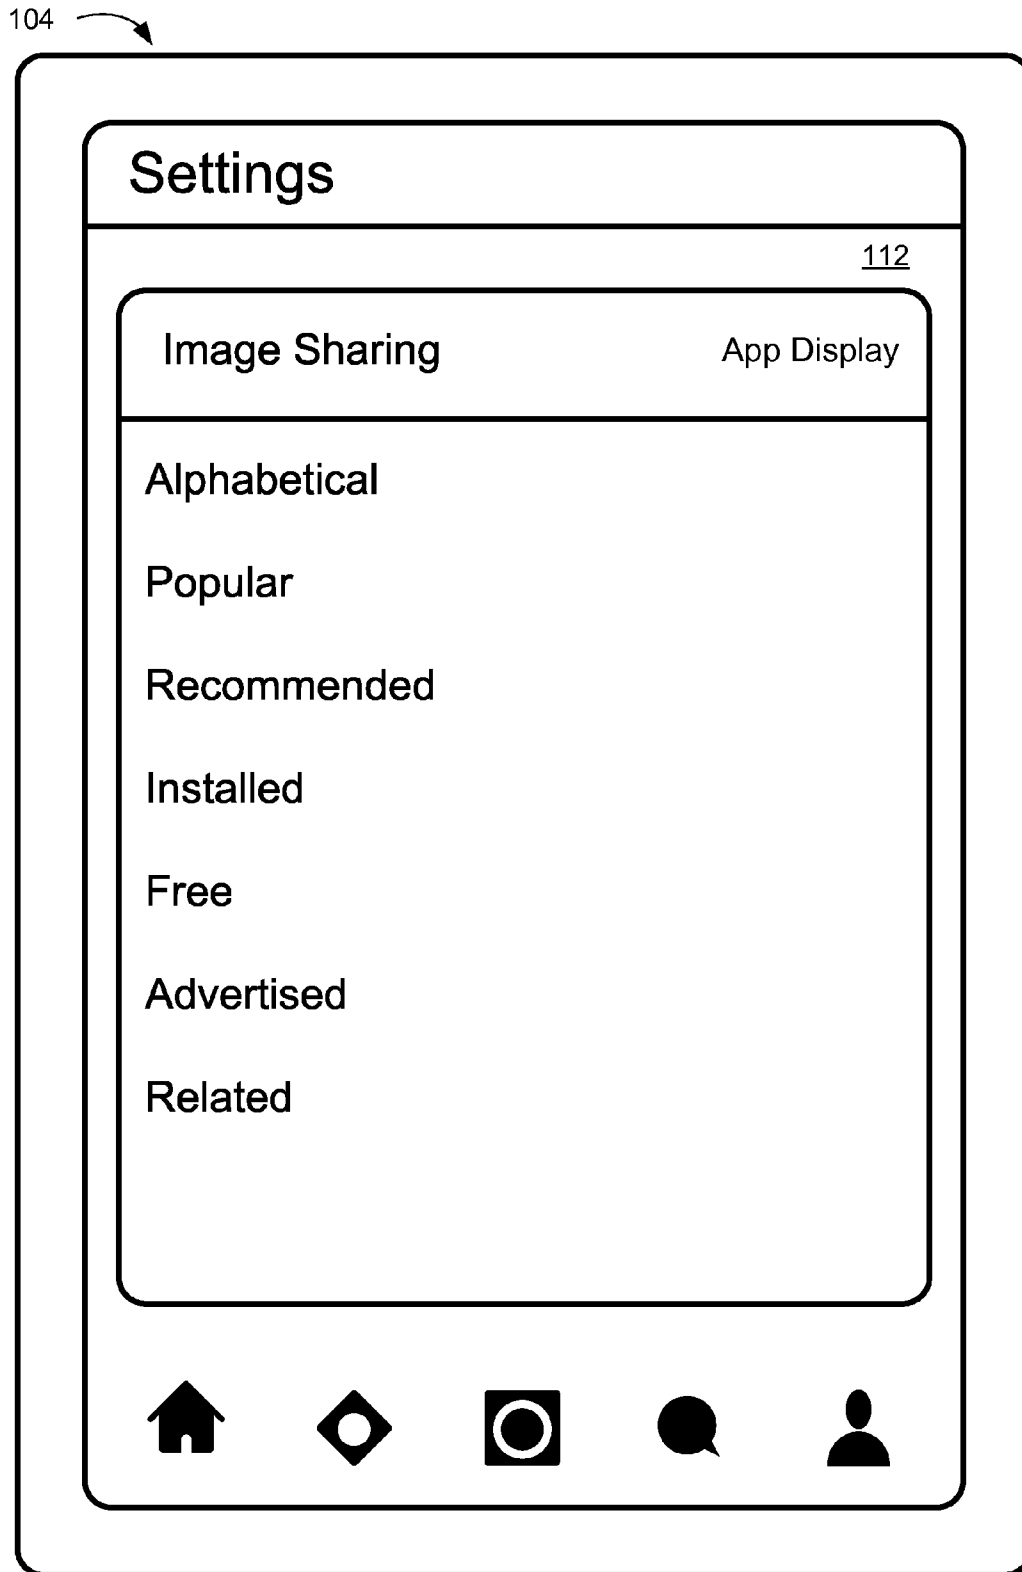 104
Settings
112
Image Sharing App Display
Alphabetical
Popular
Recommended
Installed
Free
Advertised
Related